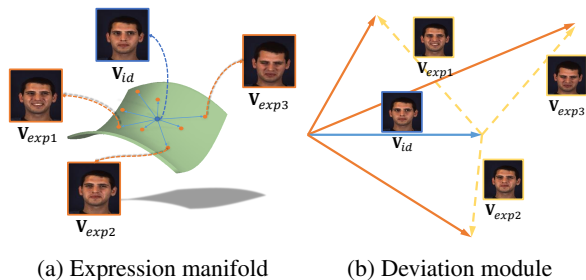 V_id
V_exp1
V_exp3
V_exp2
V_exp1
V_exp3
V_id
V_exp2
(a) Expression manifold
(b) Deviation module